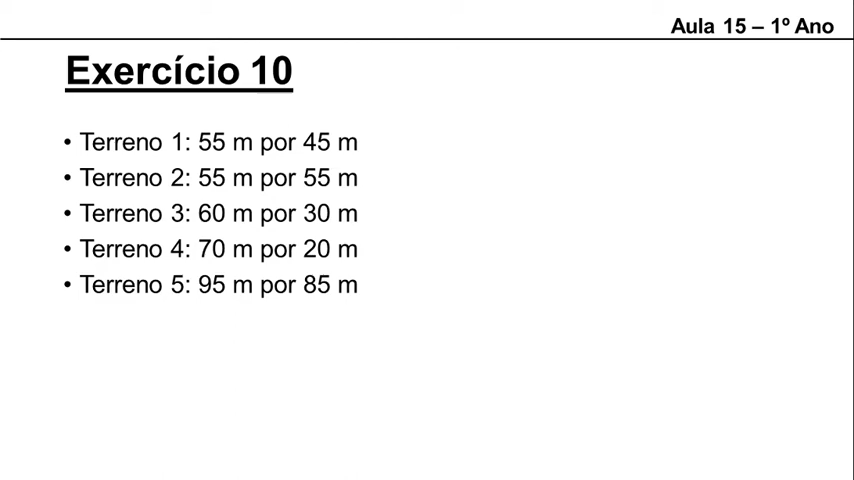 Aula 15 – 1º Ano
Exercício 10
• Terreno 1: 55 m por 45 m
• Terreno 2: 55 m por 55 m
• Terreno 3: 60 m por 30 m
• Terreno 4: 70 m por 20 m
• Terreno 5: 95 m por 85 m